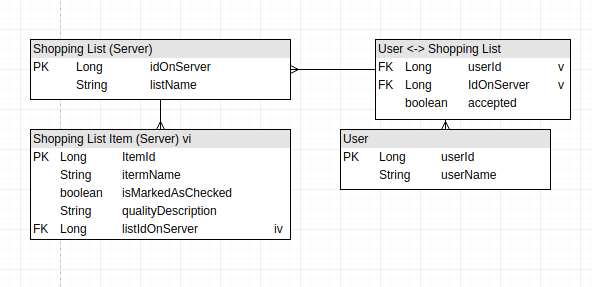 Shopping List (Server)
PK Long idOnServer
String listName
User <-> Shopping List
FK Long userId v
FK Long IdOnServer v
boolean accepted
Shopping List Item (Server) vi
PK Long ItemId
String itermName
boolean isMarkedAsChecked
String qualityDescription
FK Long listIdOnServer iv
User
PK Long userId
String userName